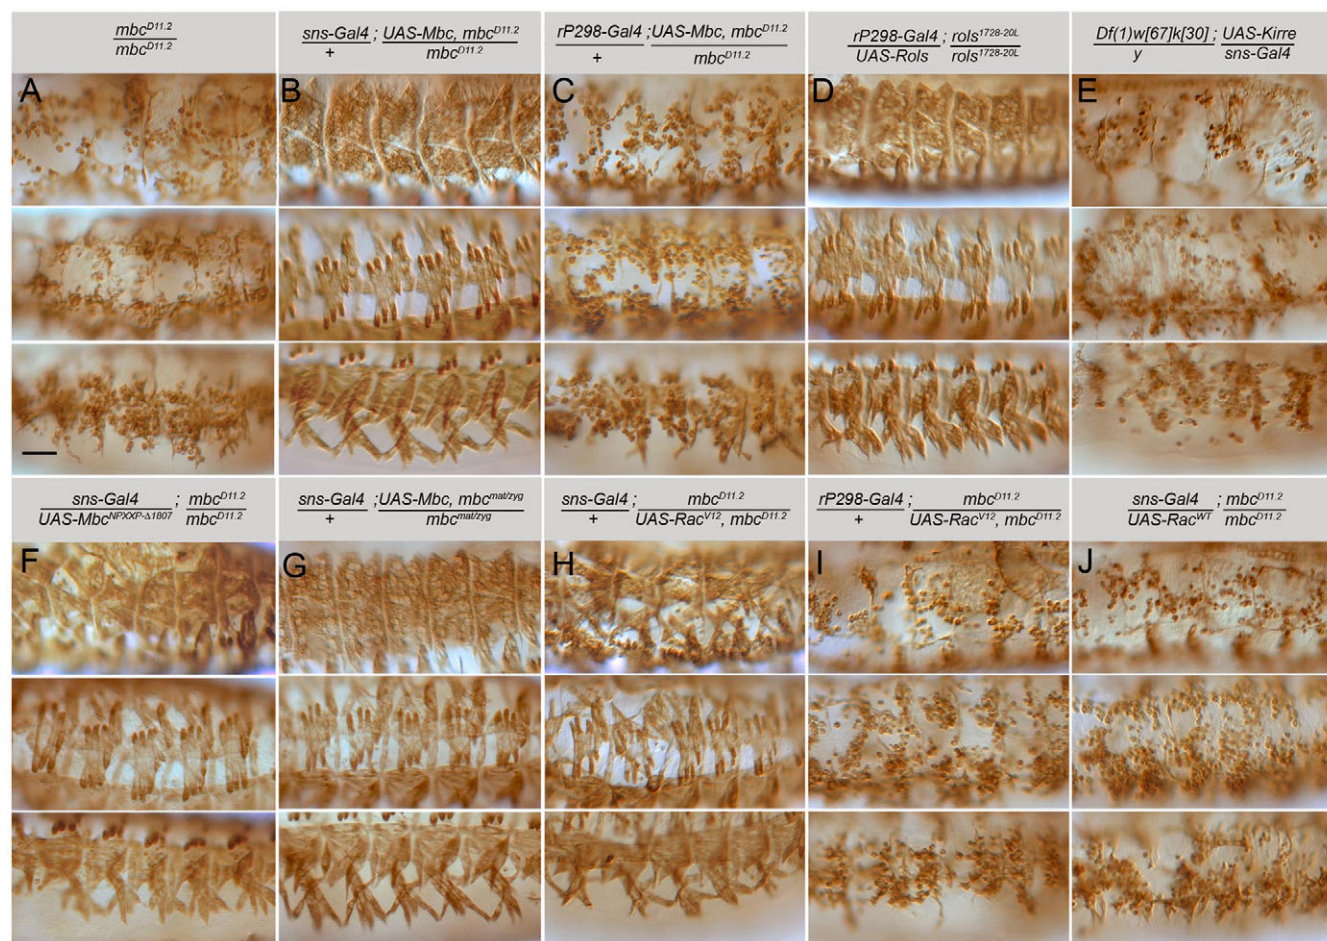 mbc^D11.2
mbc^D11.2
sns-Gal4 ; UAS-Mbc, mbc^D11.2
+ mbc^D11.2
rP298-Gal4 ; UAS-Mbc, mbc^D11.2
+ mbc^D11.2
rP298-Gal4 ; rols^1728-20L
UAS-Rols rols^1728-20L
Df(1)w[67]k[30] ; UAS-Kirre
y sns-Gal4
A
B
C
D
E
sns-Gal4 ; mbc^D11.2
UAS-Mbc^NPXXP-Δ1807 mbc^D11.2
sns-Gal4 ; UAS-Mbc, mbc^mat/zyg
+ mbc^mat/zyg
sns-Gal4 ; mbc^D11.2
+ UAS-Rac^V12, mbc^D11.2
rP298-Gal4 ; mbc^D11.2
+ UAS-Rac^V12, mbc^D11.2
sns-Gal4 ; mbc^D11.2
UAS-Rac^WT mbc^D11.2
F
G
H
I
J